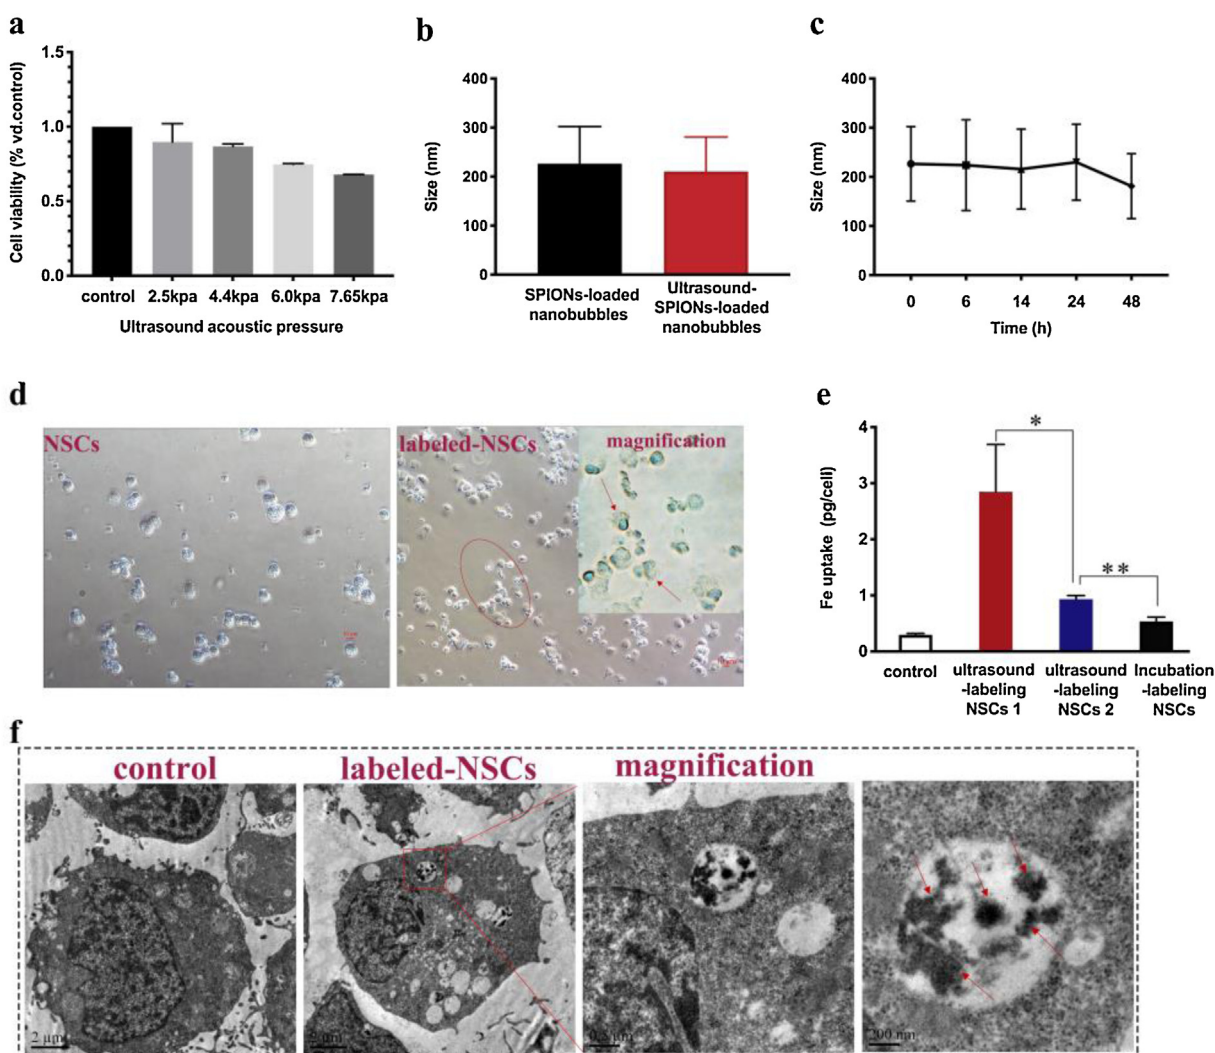 a
1.5
1.0
0.5
0.0
Cell viability (% vd.control)
control 2.5kpa 4.4kpa 6.0kpa 7.65kpa
Ultrasound acoustic pressure
b
400
300
200
100
0
Size (nm)
SPIONs-loaded
nanobubbles
Ultrasound-
SPIONs-loaded
nanobubbles
c
400
300
200
100
0
Size (nm)
0 6 14 24 48
Time (h)
d
NSCs
labeled-NSCs
magnification
e
4
3
2
1
0
Fe uptake (pg/cell)
*
**
control
ultrasound
-labeling
NSCs 1
ultrasound
-labeling
NSCs 2
Incubation
-labeling
NSCs
f
control
labeled-NSCs
magnification
2 µm
200 nm